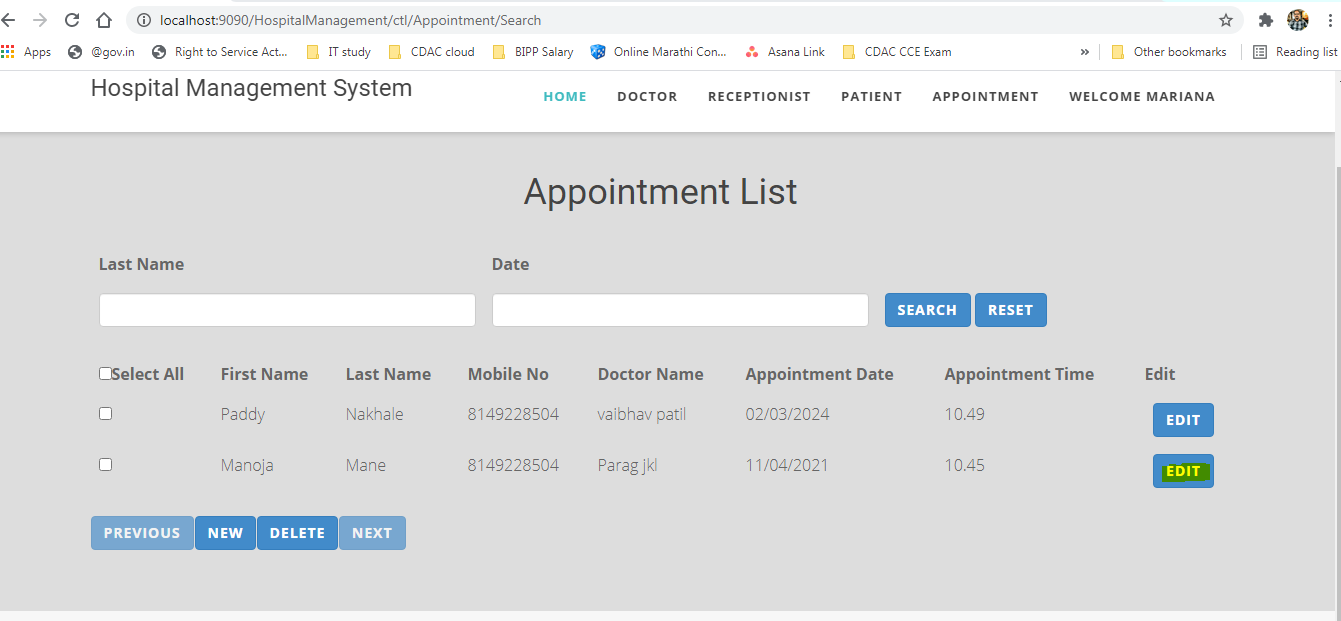 localhost:9090/HospitalManagement/ctl/Appointment/Search
Apps @gov.in Right to Service Act... IT study CDAC cloud BIPP Salary Online Marathi Con... Asana Link CDAC CCE Exam » Other bookmarks Reading list
Hospital Management System HOME DOCTOR RECEPTIONIST PATIENT APPOINTMENT WELCOME MARIANA
Appointment List
Last Name Date
SEARCH RESET
Select All First Name Last Name Mobile No Doctor Name Appointment Date Appointment Time Edit
Paddy Nakhale 8149228504 vaibhav patil 02/03/2024 10.49 EDIT
Manoja Mane 8149228504 Parag jkl 11/04/2021 10.45 EDIT
PREVIOUS NEW DELETE NEXT